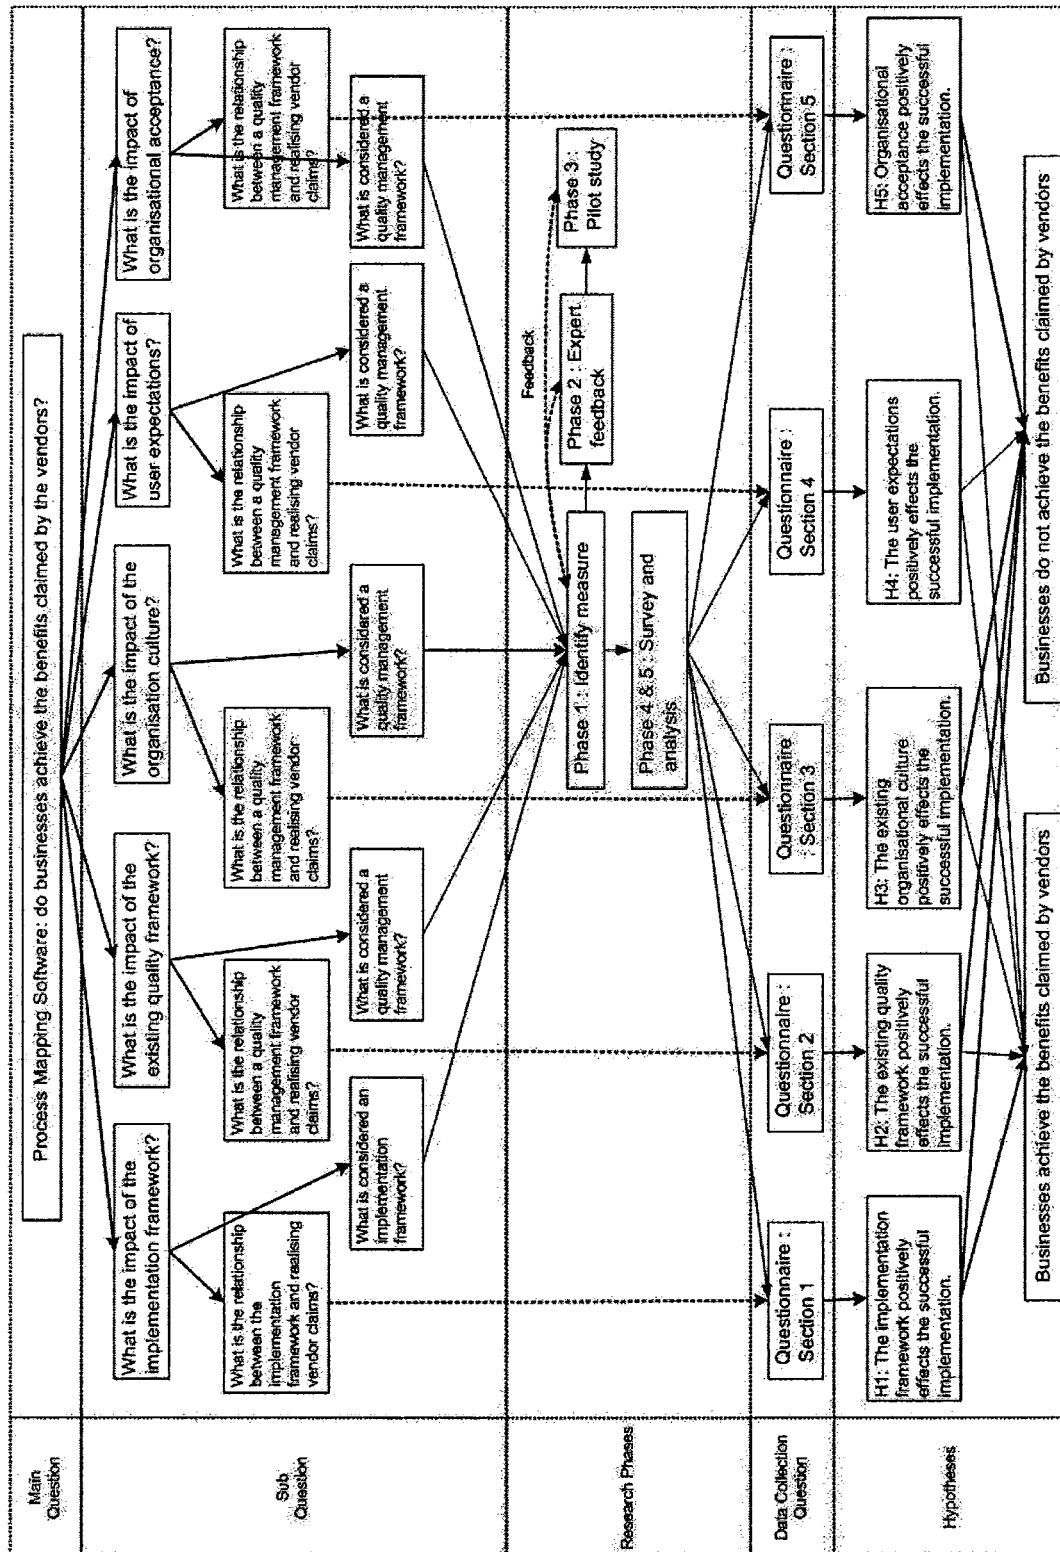 Main
Question
Process Mapping Software: do businesses achieve the benefits claimed by the vendors?
Sub
Question
What is the impact of the
implementation framework?
What is the impact of the
existing quality framework?
What is the impact of the
organisation culture?
What is the impact of
user expectations?
What is the impact of
organisational acceptance?
What is the relationship
between the
implementation
framework and realising
vendor claims?
What is the relationship
between a quality
management framework
and realising vendor
claims?
What is the relationship
between a quality
management framework
and realising vendor
claims?
What is the relationship
between a quality
management framework
and realising vendor
claims?
What is the relationship
between a quality
management framework
and realising vendor
claims?
What is considered an
implementation
framework?
What is considered a
quality management
framework?
What is considered a
quality management
framework?
What is considered a
quality management
framework?
What is considered a
quality management
framework?
Research Phases
Feedback
Phase 1 : Identify measure
Phase 2 : Expert
feedback
Phase 3 :
Pilot study
Phase 4 & 5 : Survey and
analysis
Data Collection
Question
Questionnaire :
Section 1
Questionnaire :
Section 2
Questionnaire
: Section 3
Questionnaire :
Section 4
Questionnaire :
Section 5
Hypotheses
H1: The implementation
framework positively
effects the successful
implementation.
H2: The existing quality
framework positively
effects the successful
implementation.
H3: The existing
organisational culture
positively effects the
successful implementation.
H4: The user expectations
positively effects the
successful implementation.
H5: Organisational
acceptance positively
effects the successful
implementation.
Businesses achieve the benefits claimed by vendors
Businesses do not achieve the benefits claimed by vendors